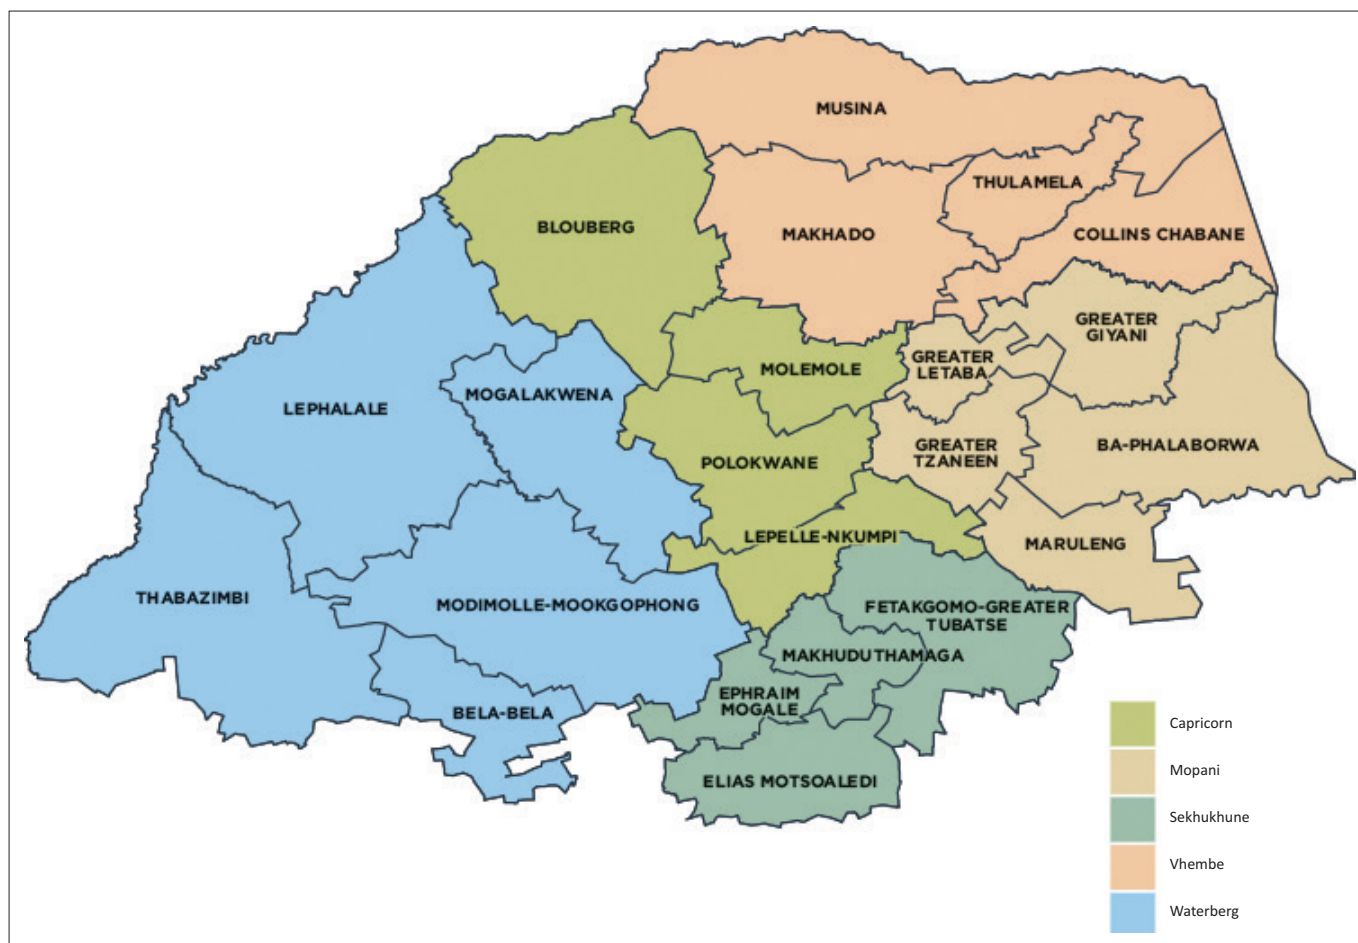 MUSINA
THULAMELA
BLOUBERG
MAKHADO
COLLINS CHABANE
GREATER
GIYANI
MOLEMOLE
GREATER
LETABA
MOGALAKWENA
LEPHALALE
GREATER
TZANEEN
BA-PHALABORWA
POLOKWANE
LEPELLE-NKUMPI
MARULENG
THABAZIMBI
MODIMOLLE-MOOKGOPHONG
FETAKGOMO-GREATER
TUBATSE
MAKHUDUTHAMAGA
EPHRAIM
MOGALE
BELA-BELA
ELIAS MOTSOALEDI
Capricorn
Mopani
Sekhukhune
Vhembe
Waterberg